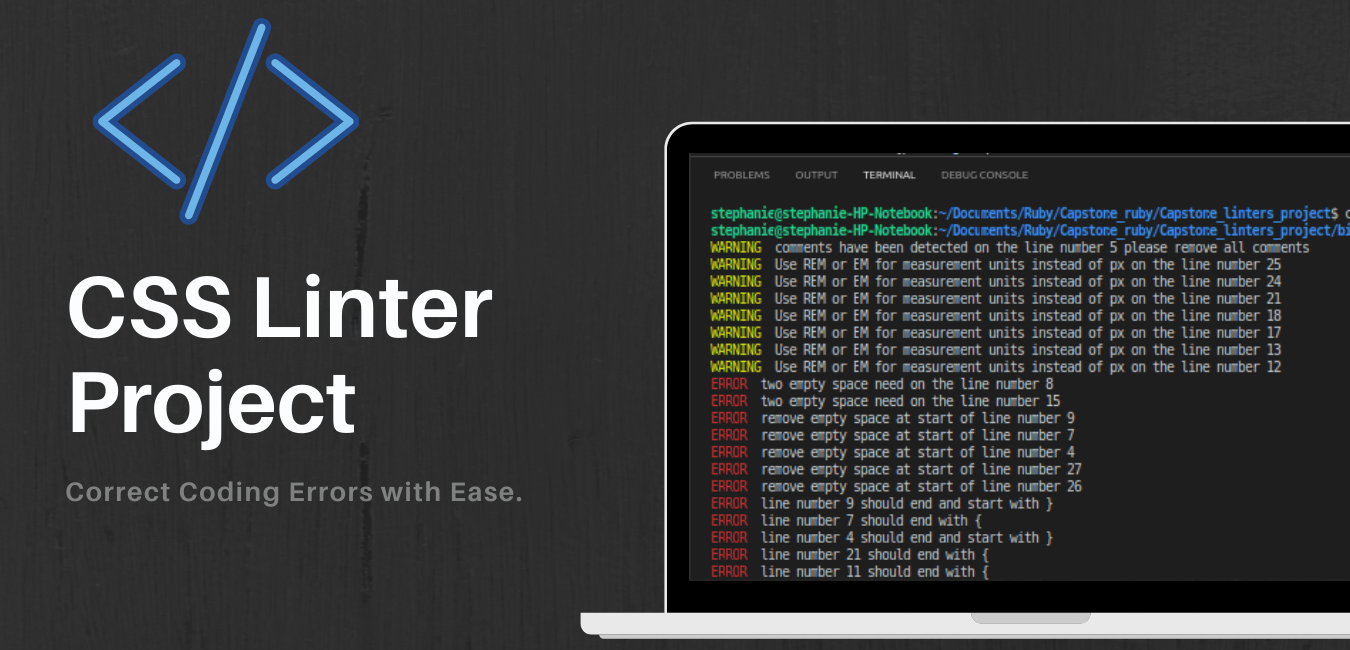 CSS Linter
Project
Correct Coding Errors with Ease.
PROBLEMS OUTPUT TERMINAL DEBUG CONSOLE
stephanie@stephanie-HP-Notebook:~/Documents/Ruby/Capstone_ruby/Capstone_linters_project$ c
stephanie@stephanie-HP-Notebook:~/Documents/Ruby/Capstone_ruby/Capstone_linters_project/bi
WARNING comments have been detected on the line number 5 please remove all comments
WARNING Use REM or EM for measurement units instead of px on the line number 25
WARNING Use REM or EM for measurement units instead of px on the line number 24
WARNING Use REM or EM for measurement units instead of px on the line number 21
WARNING Use REM or EM for measurement units instead of px on the line number 18
WARNING Use REM or EM for measurement units instead of px on the line number 17
WARNING Use REM or EM for measurement units instead of px on the line number 13
WARNING Use REM or EM for measurement units instead of px on the line number 12
ERROR two empty space need on the line number 8
ERROR two empty space need on the line number 15
ERROR remove empty space at start of line number 9
ERROR remove empty space at start of line number 7
ERROR remove empty space at start of line number 4
ERROR remove empty space at start of line number 27
ERROR remove empty space at start of line number 26
ERROR line number 9 should end and start with }
ERROR line number 7 should end with {
ERROR line number 4 should end and start with }
ERROR line number 21 should end with {
ERROR line number 11 should end with {